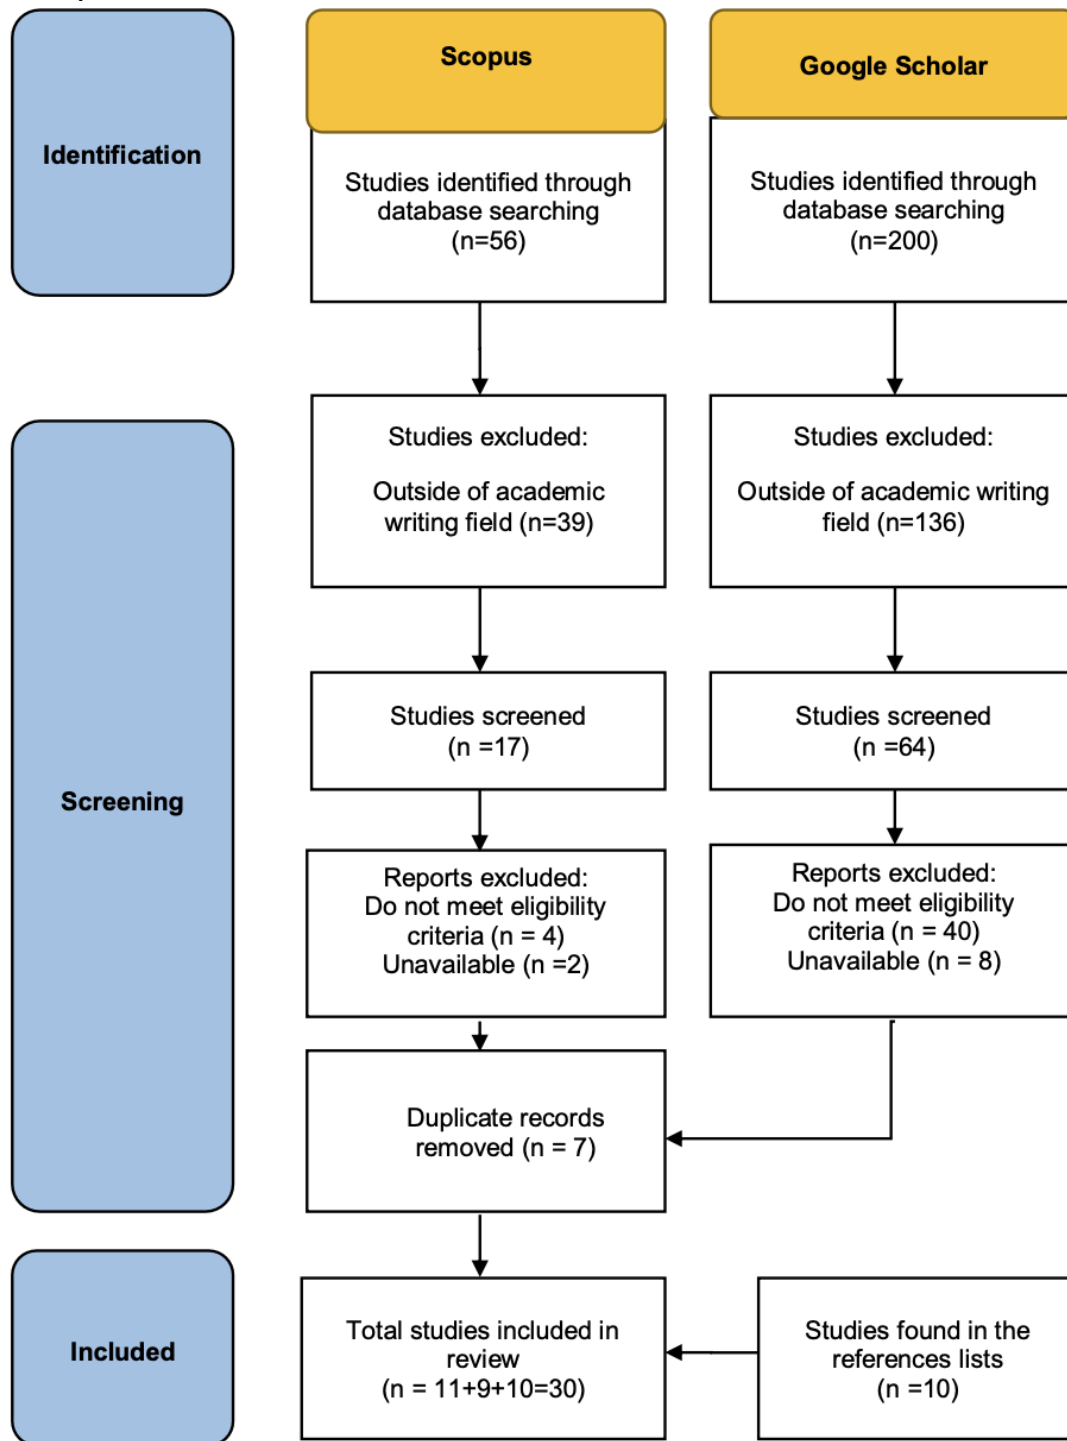 Identification
Scopus
Studies identified through
database searching
(n=56)
Google Scholar
Studies identified through
database searching
(n=200)
Screening
Studies excluded:
Outside of academic
writing field (n=39)
Studies excluded:
Outside of academic writing
field (n=136)
Studies screened
(n =17)
Studies screened
(n =64)
Reports excluded:
Do not meet eligibility
criteria (n = 4)
Unavailable (n =2)
Reports excluded:
Do not meet eligibility
criteria (n = 40)
Unavailable (n = 8)
Duplicate records
removed (n = 7)
Included
Total studies included in
review
(n = 11+9+10=30)
Studies found in the
references lists
(n =10)